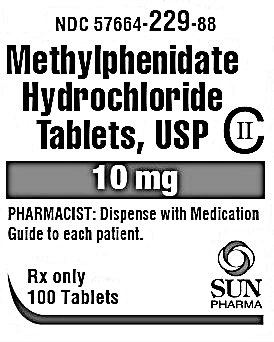 NDC 57664-229-88
Methylphenidate
Hydrochloride
Tablets, USP CII
10 mg
PHARMACIST: Dispense with Medication
Guide to each patient.
Rx only
100 Tablets
SUN
PHARMA